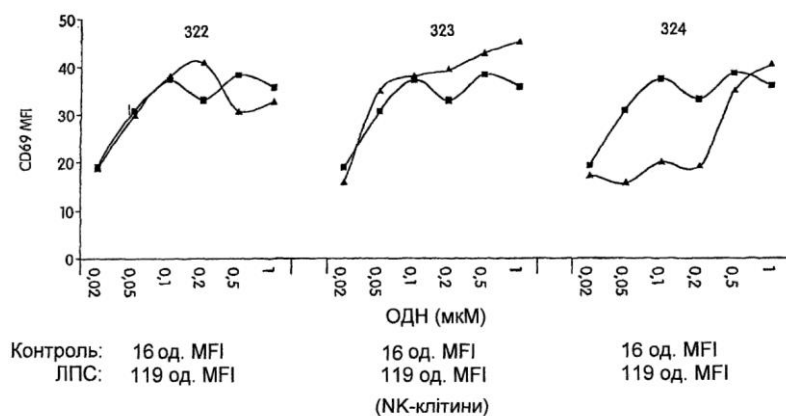 322 323 324
50
40
30
20
10
0
CD69 MFI
0,02 0,05 0,1 0,2 0,5 1 0,02 0,05 0,1 0,2 0,5 1 0,02 0,05 0,1 0,2 0,5 1
ОДН (мкМ)
Контроль: 16 од. MFI 16 од. MFI 16 од. MFI
ЛПС: 119 од. MFI 119 од. MFI 119 од. MFI
(NK-клітини)